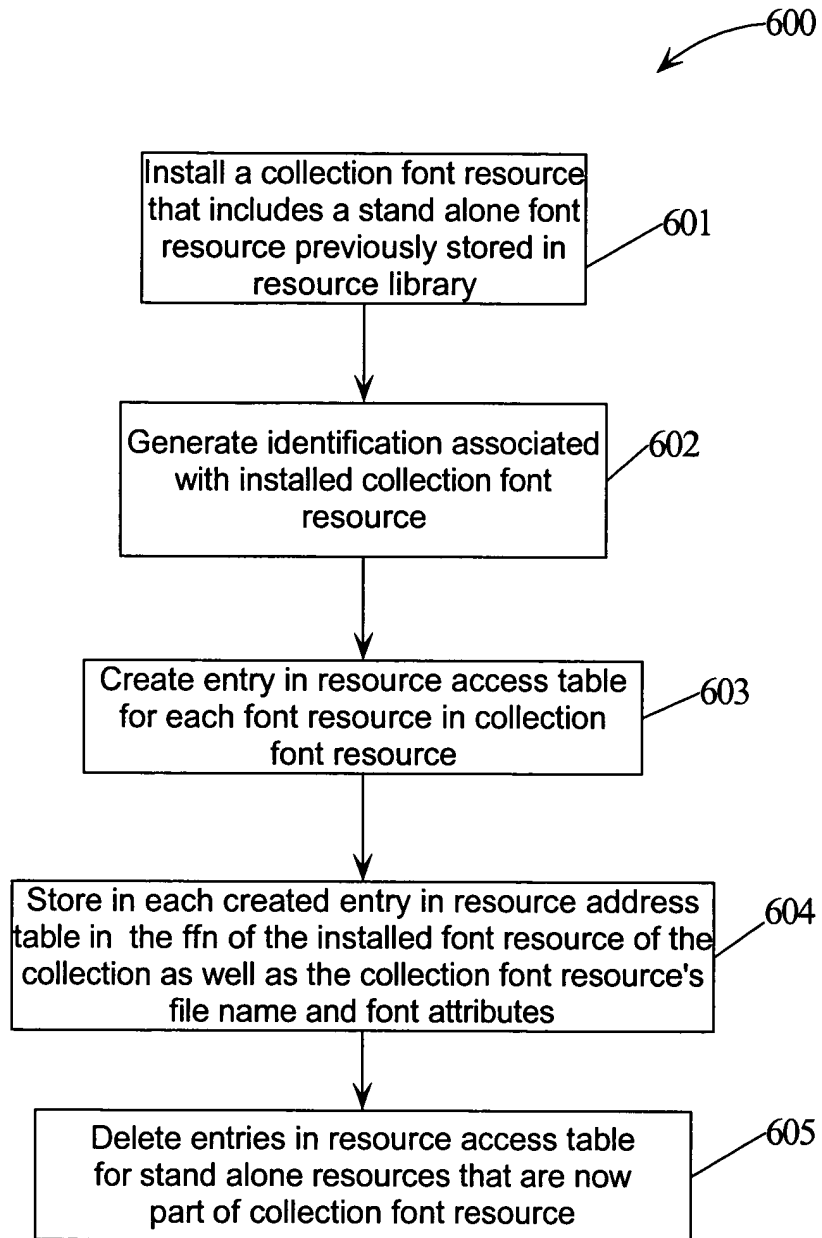 600
Install a collection font resource
that includes a stand alone font
resource previously stored in
resource library
601
Generate identification associated
with installed collection font
resource
602
Create entry in resource access table
for each font resource in collection
font resource
603
Store in each created entry in resource address
table in the ffn of the installed font resource of the
collection as well as the collection font resource's
file name and font attributes
604
Delete entries in resource access table
for stand alone resources that are now
part of collection font resource
605